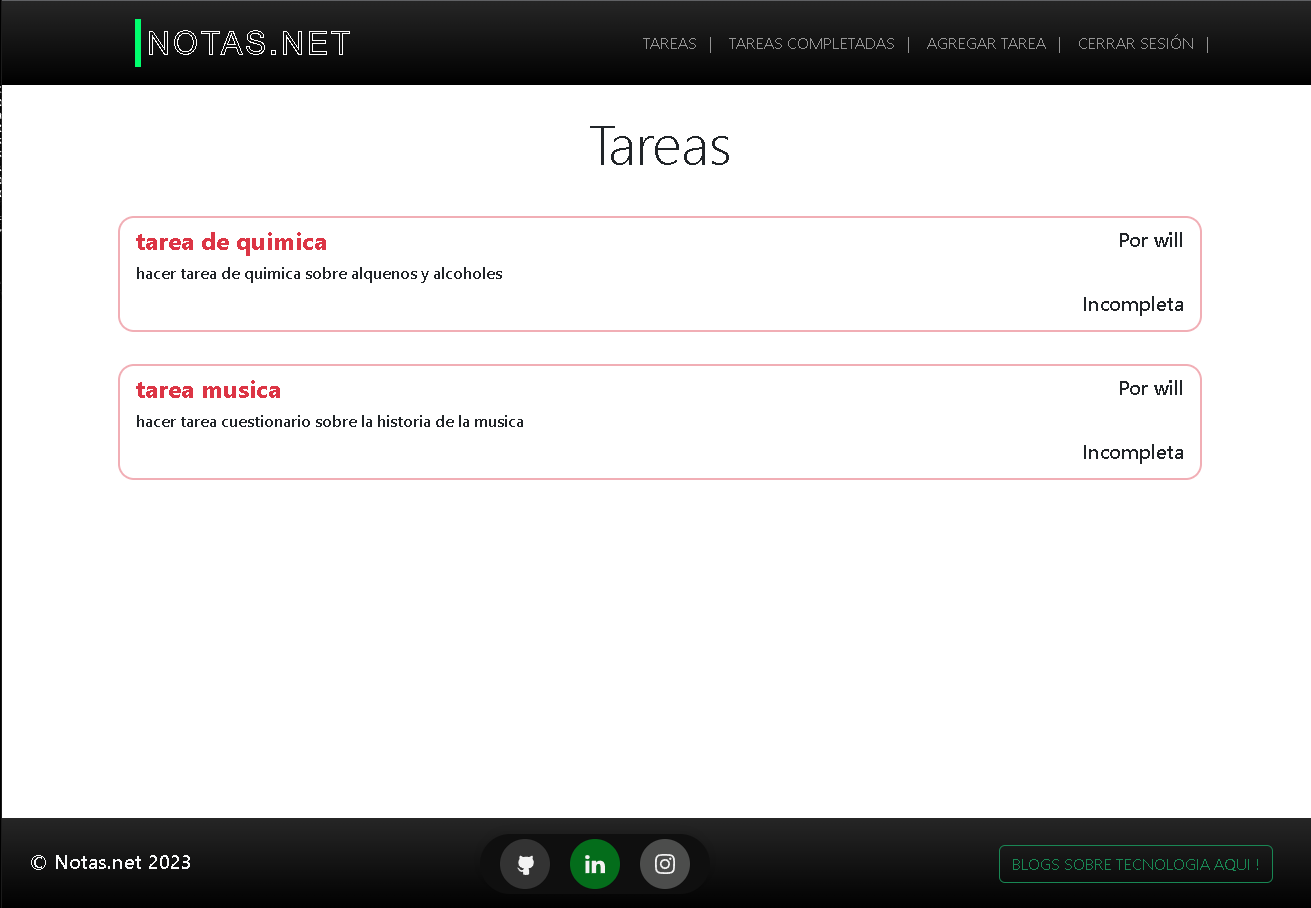 NOTAS.NET
TAREAS | TAREAS COMPLETADAS | AGREGAR TAREA | CERRAR SESIÓN |
Tareas
tarea de quimica
Por will
hacer tarea de quimica sobre alquenos y alcoholes
Incompleta
tarea musica
Por will
hacer tarea cuestionario sobre la historia de la musica
Incompleta
© Notas.net 2023
in
BLOGS SOBRE TECNOLOGIA AQUI !